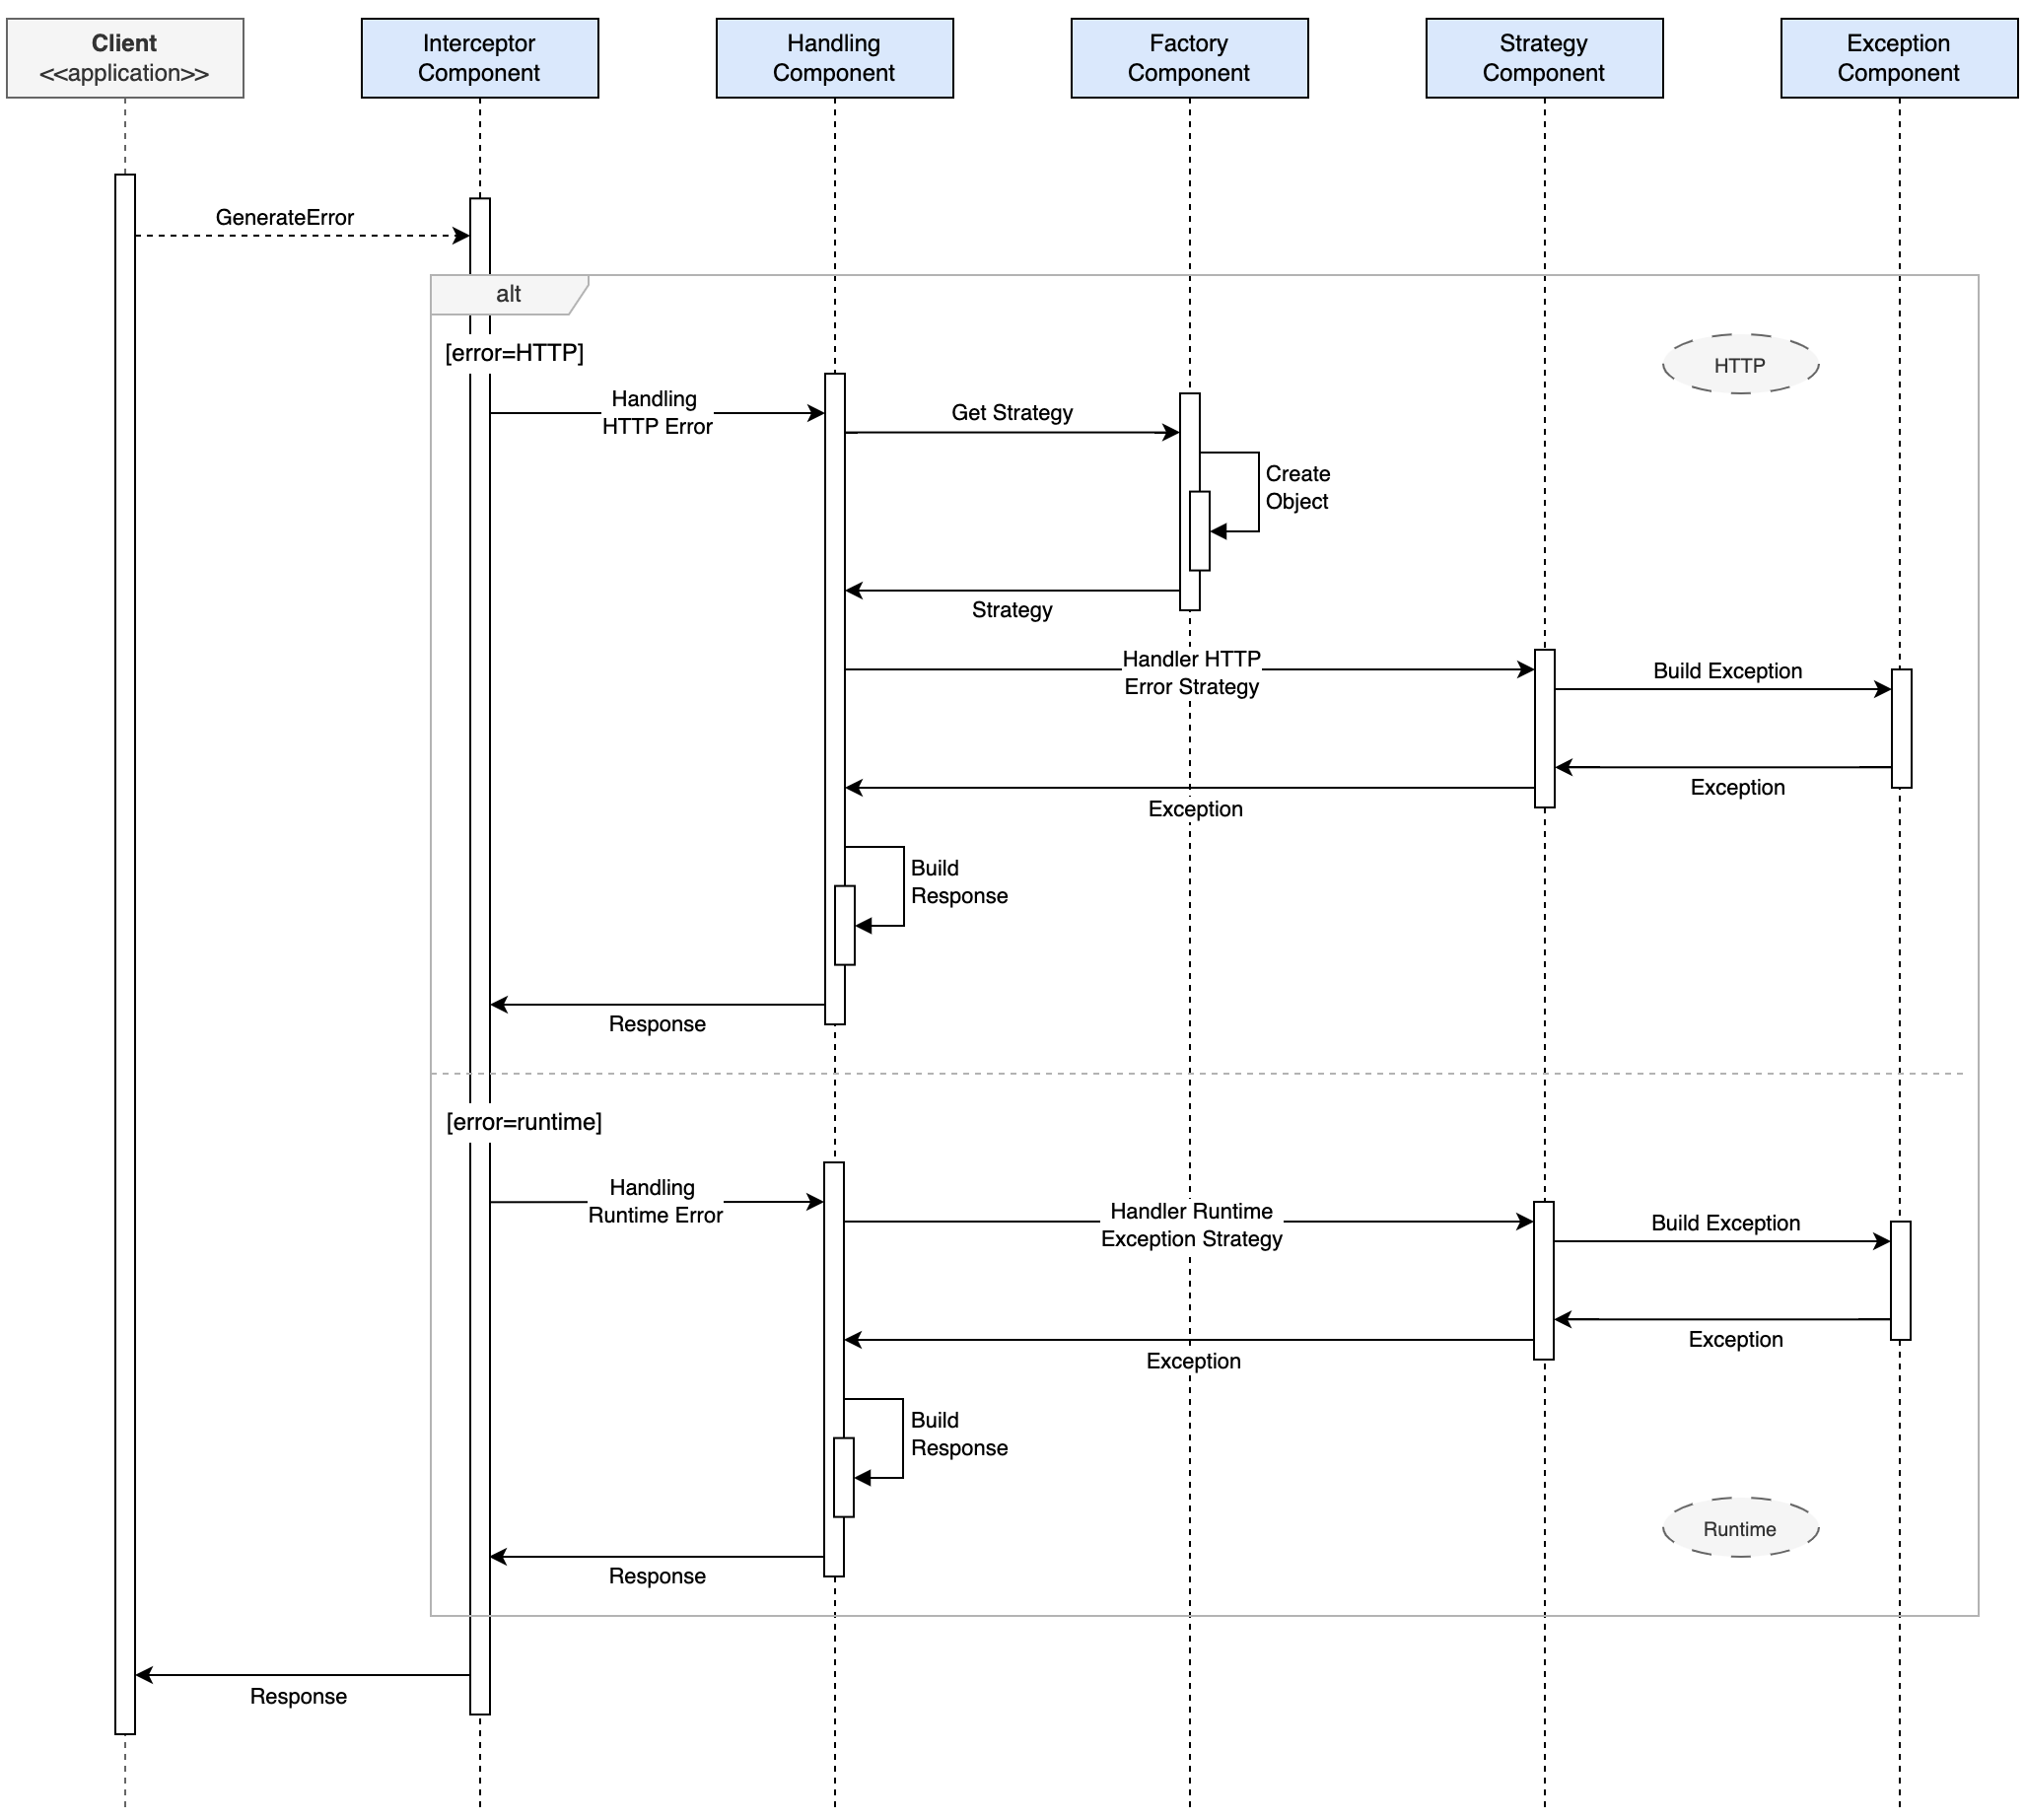 Client
<<application>>
Interceptor
Component
Handling
Component
Factory
Component
Strategy
Component
Exception
Component
GenerateError
alt
[error=HTTP]
HTTP
Handling
HTTP Error
Get Strategy
Create
Object
Strategy
Handler HTTP
Error Strategy
Build Exception
Exception
Exception
Build
Response
Response
[error=runtime]
Handling
Runtime Error
Handler Runtime
Exception Strategy
Build Exception
Exception
Exception
Build
Response
Runtime
Response
Response